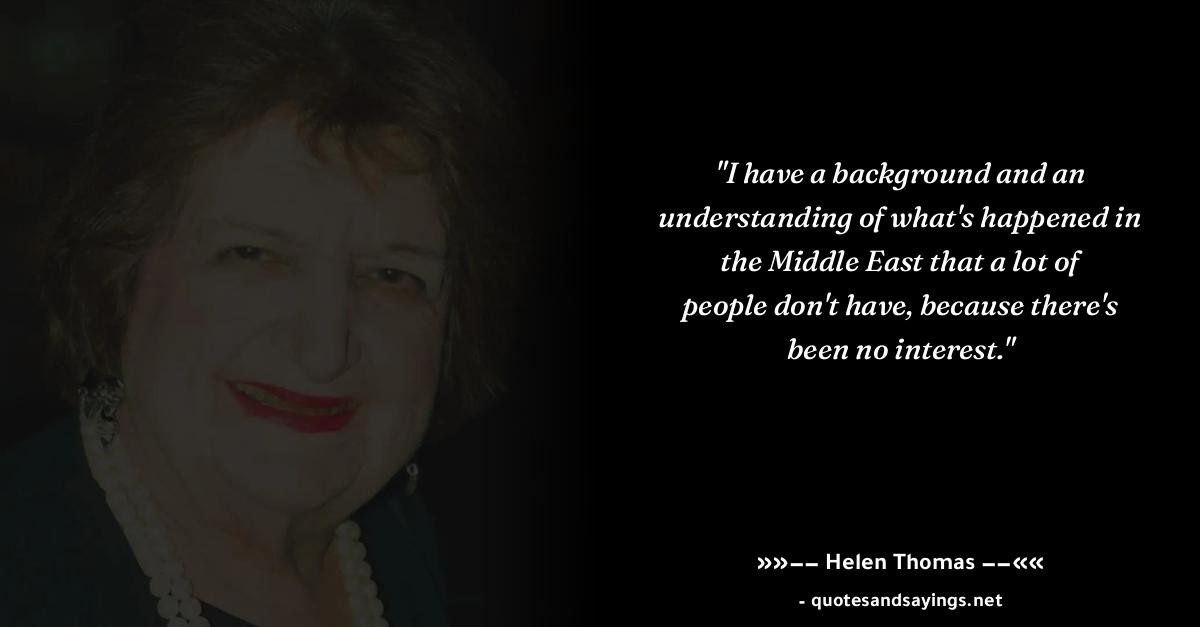 "I have a background and an
understanding of what's happened in
the Middle East that a lot of
people don't have, because there's
been no interest."
»»–– Helen Thomas ––««
- quotesandsayings.net